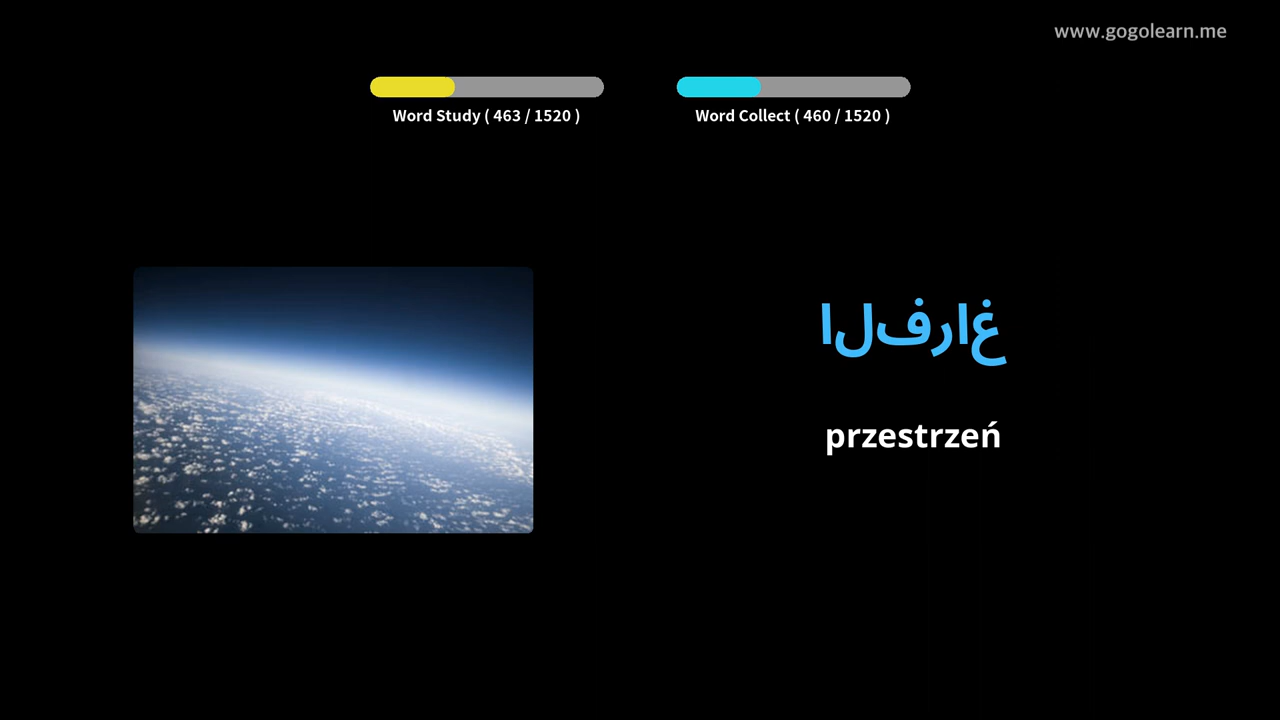 www.gogolearn.me
Word Study ( 463 / 1520 )
Word Collect ( 460 / 1520 )
الفراغ
przestrzeń